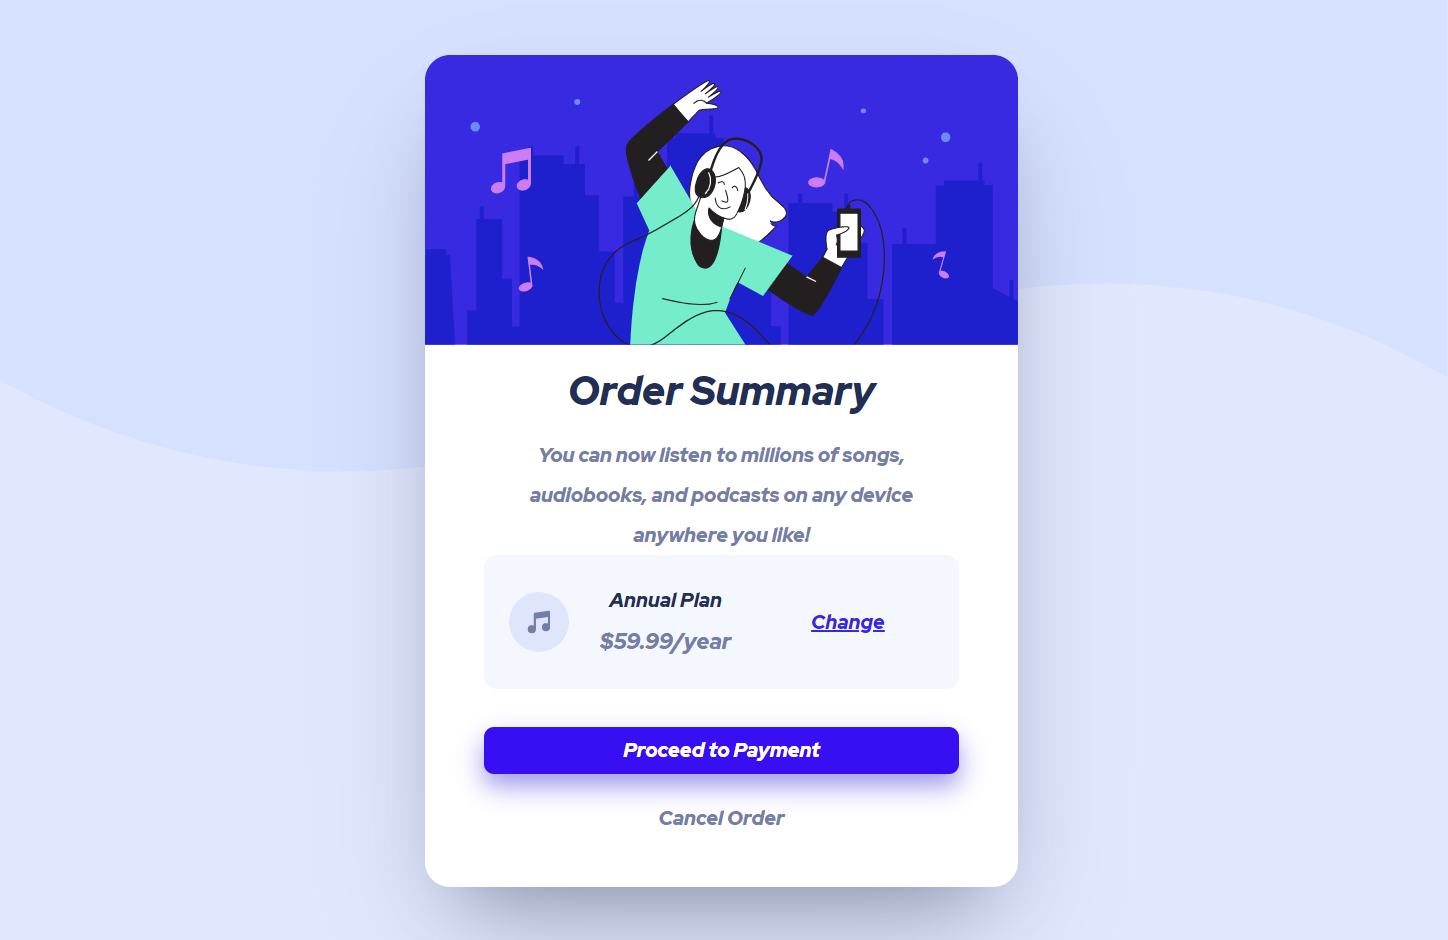 Order Summary
You can now listen to millions of songs,
audiobooks, and podcasts on any device
anywhere you like!
Annual Plan
$59.99/year
Change
Proceed to Payment
Cancel Order